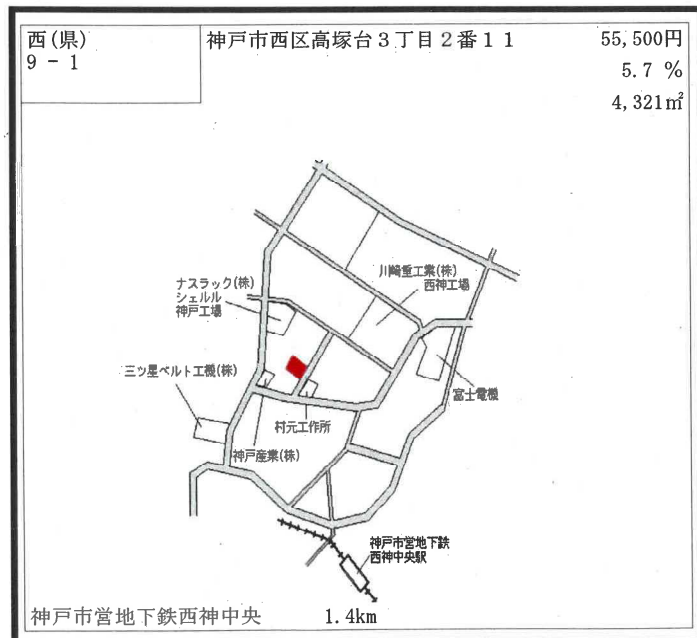 西(県)
9 - 1
神戸市西区高塚台３丁目２番１１
55,500円
5.7 %
4,321㎡
川崎重工業(株)
西神工場
ナスラック(株)
シェルル
神戸工場
三ツ星ベルト工機(株)
富士電機
村元工作所
神戸産業(株)
神戸市営地下鉄
西神中央駅
神戸市営地下鉄西神中央 1.4km